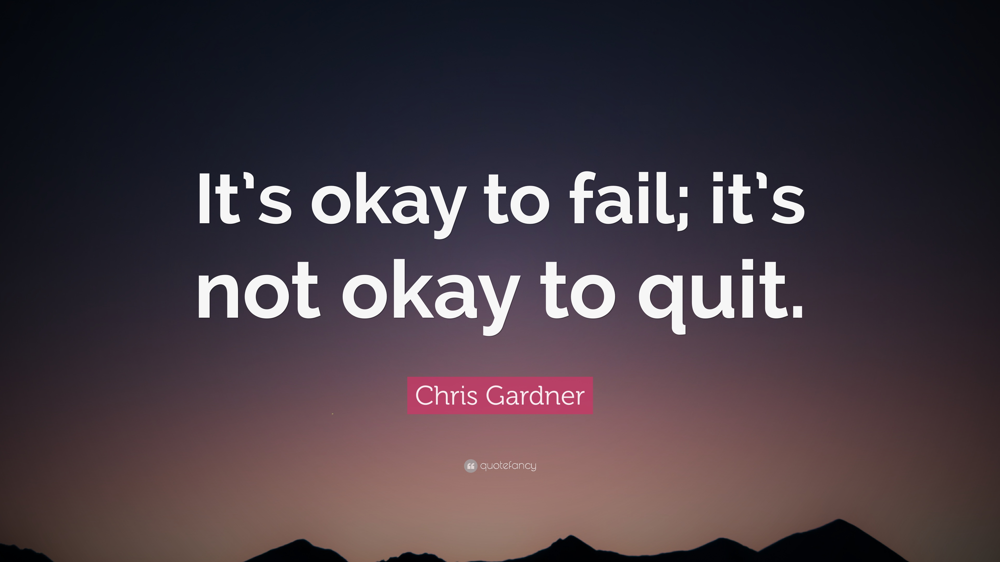 It’s okay to fail; it’s
not okay to quit.
Chris Gardner
quotefancy